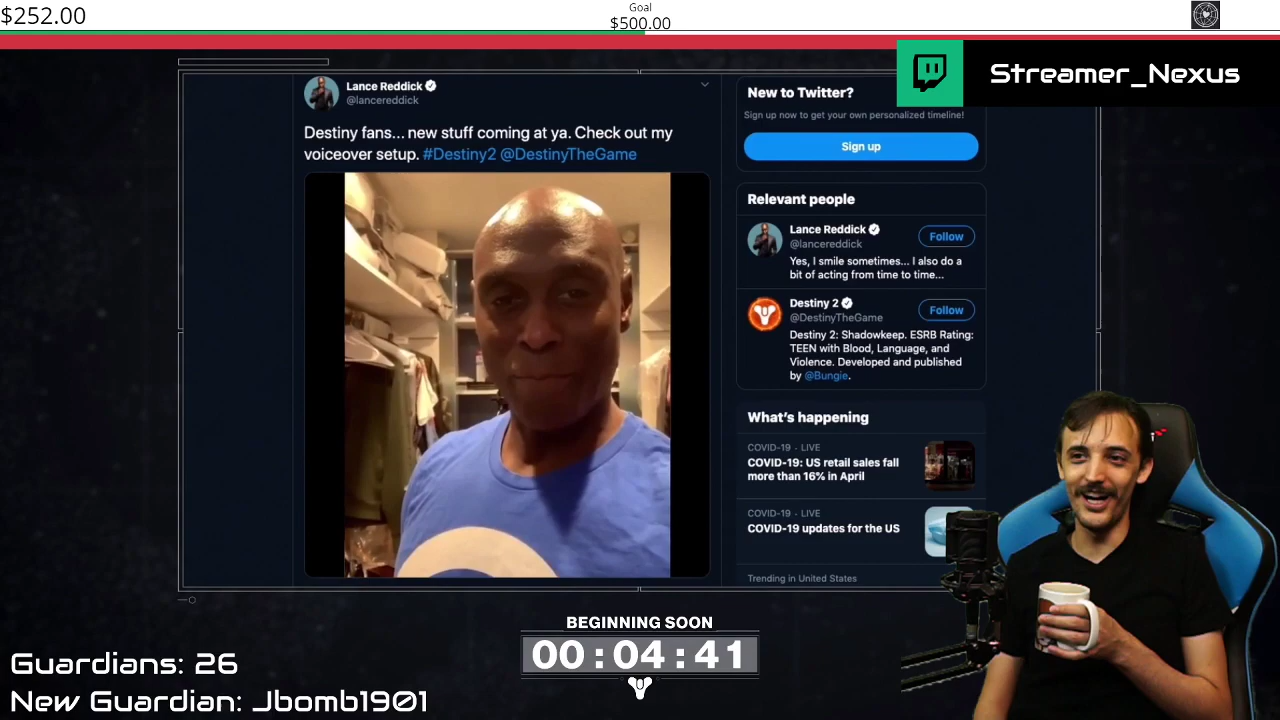 $252.00
Goal
$500.00
Streamer_Nexus
Lance Reddick
@lancereddick
Destiny fans... new stuff coming at ya. Check out my
voiceover setup. #Destiny2 @DestinyTheGame
New to Twitter?
Sign up now to get your own personalized timeline!
Sign up
Relevant people
Lance Reddick
@lancereddick
Follow
Yes, I smile sometimes... I also do a
bit of acting from time to time...
Destiny 2
@DestinyTheGame
Follow
Destiny 2: Shadowkeep. ESRB Rating:
TEEN with Blood, Language, and
Violence. Developed and published
by @Bungie.
What's happening
COVID-19 · LIVE
COVID-19: US retail sales fall
more than 16% in April
COVID-19 · LIVE
COVID-19 updates for the US
Trending in United States
BEGINNING SOON
00:04:41
Guardians: 26
New Guardian: Jbomb1901